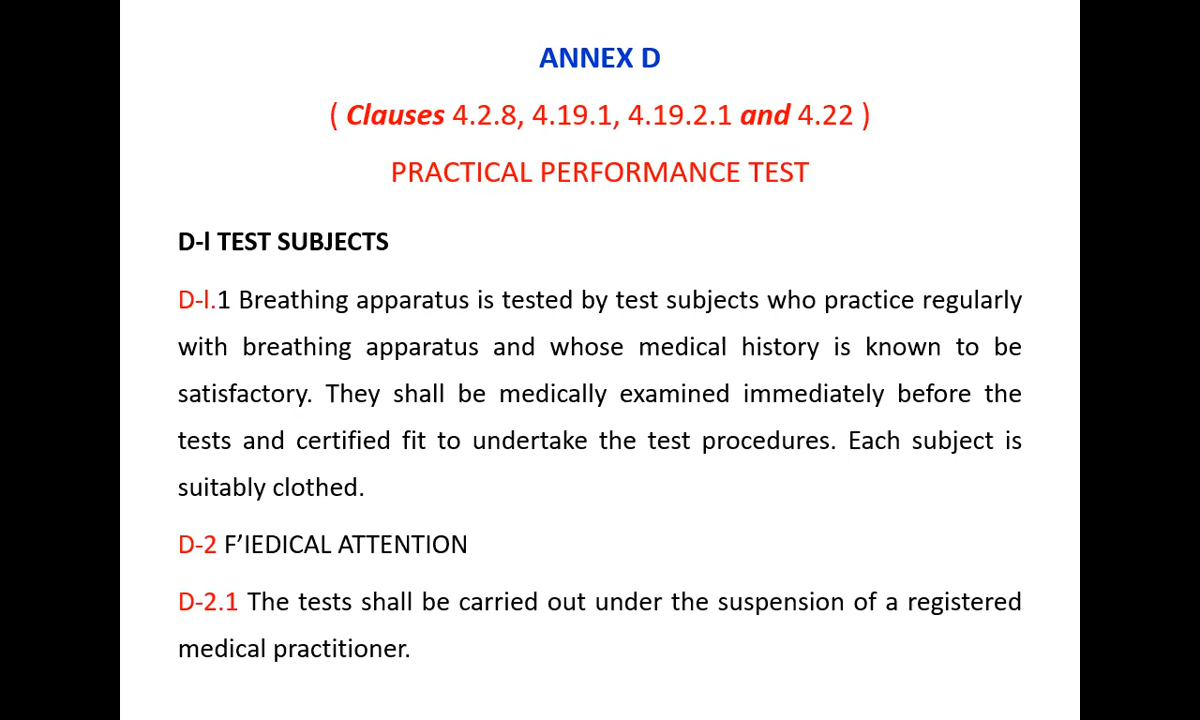 ANNEX D
( Clauses 4.2.8, 4.19.1, 4.19.2.1 and 4.22 )
PRACTICAL PERFORMANCE TEST
D-l TEST SUBJECTS
D-l.1 Breathing apparatus is tested by test subjects who practice regularly
with breathing apparatus and whose medical history is known to be
satisfactory. They shall be medically examined immediately before the
tests and certified fit to undertake the test procedures. Each subject is
suitably clothed.
D-2 F’IEDICAL ATTENTION
D-2.1 The tests shall be carried out under the suspension of a registered
medical practitioner.